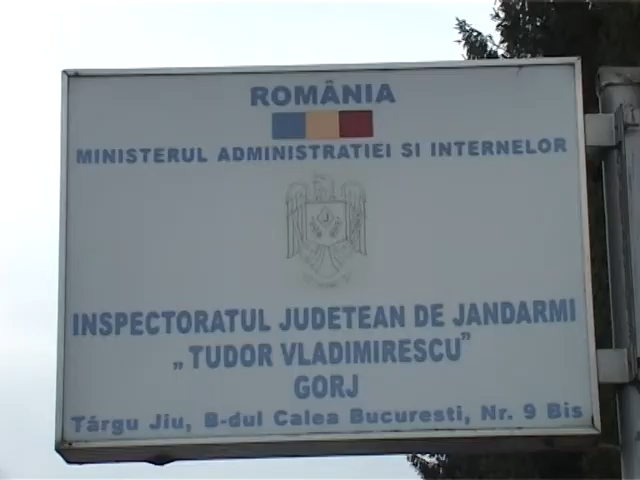 ROMÂNIA
MINISTERUL ADMINISTRATIEI SI INTERNELOR
INSPECTORATUL JUDETEAN DE JANDARMI
„TUDOR VLADIMIRESCU”
GORJ
Târgu Jiu, B-dul Calea Bucuresti, Nr. 9 Bis